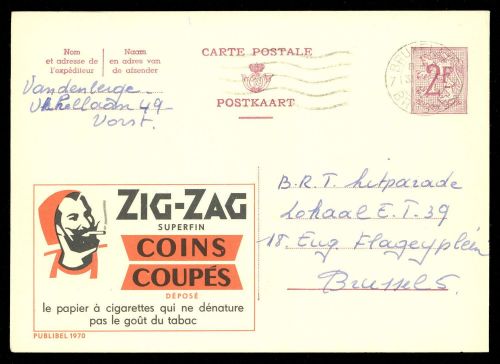 Nom
et adresse de
l'expéditeur
Naam
en adres van
de afzender
CARTE POSTALE
POSTKAART
2F
Vandenberge
49
Vorst.
B.R.T. hitparade
Lokaal E.T. 39
18 Eug. Flageyplein
Brussel 5.
ZIG-ZAG
SUPERFIN
COINS
COUPÉS
DÉPOSÉ
le papier à cigarettes qui ne dénature
pas le goût du tabac
PUBLIBEL 1970